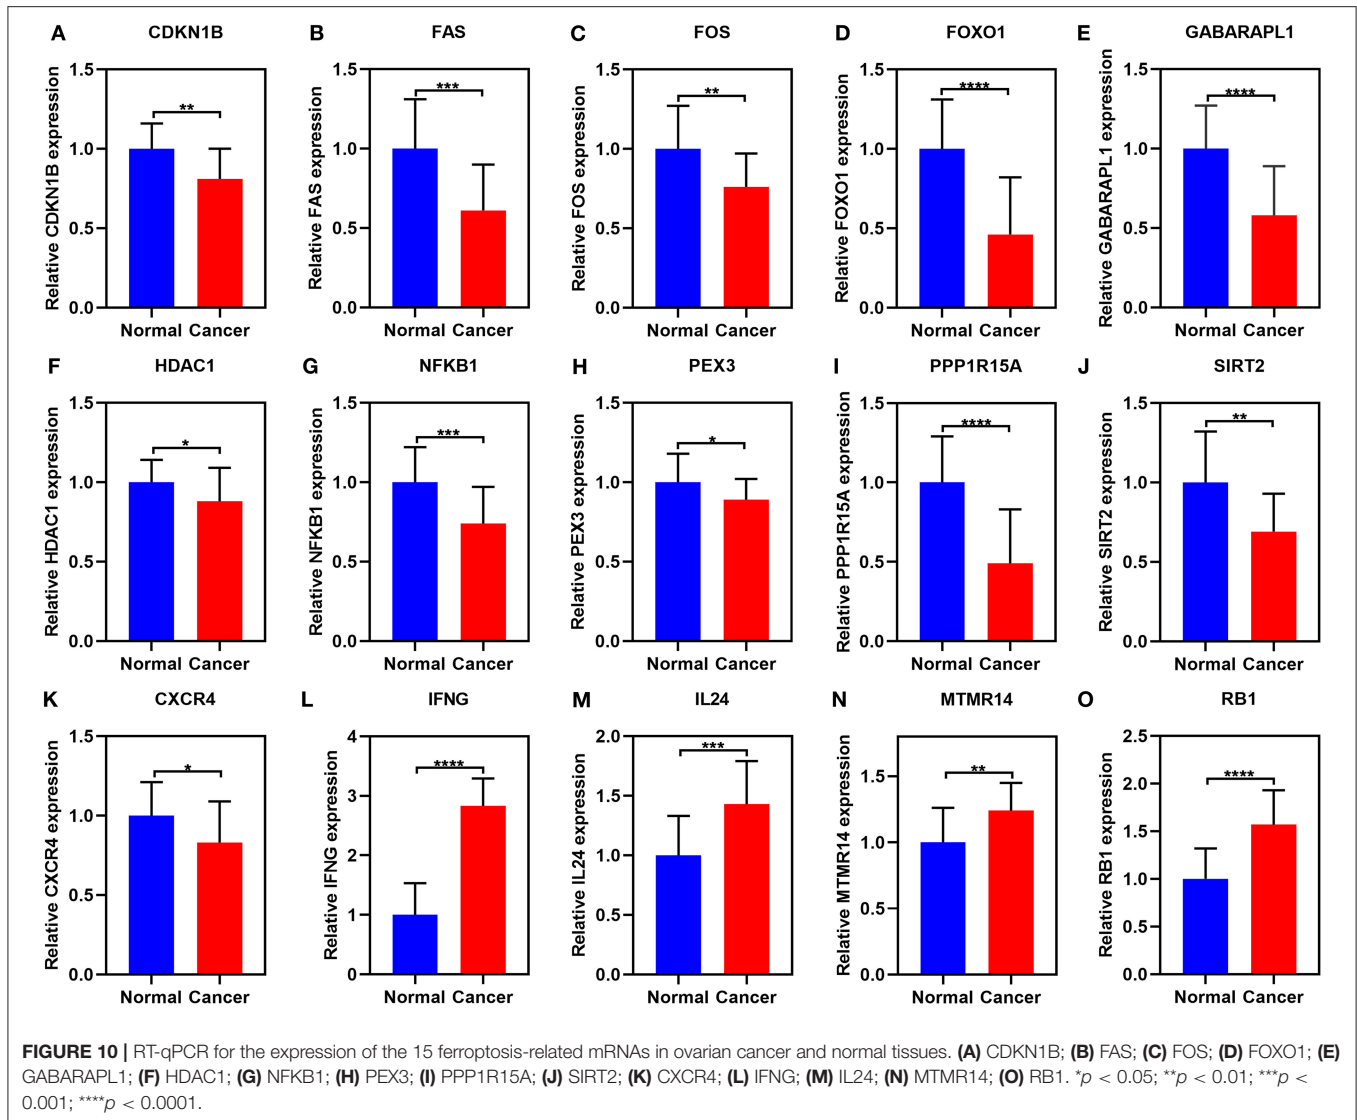 A CDKN1B
Relative CDKN1B expression
1.5
1.0
0.5
0.0
**
Normal Cancer
B FAS
Relative FAS expression
1.5
1.0
0.5
0.0
***
Normal Cancer
C FOS
Relative FOS expression
1.5
1.0
0.5
0.0
**
Normal Cancer
D FOXO1
Relative FOXO1 expression
1.5
1.0
0.5
0.0
****
Normal Cancer
E GABARAPL1
Relative GABARAPL1 expression
1.5
1.0
0.5
0.0
****
Normal Cancer
F HDAC1
Relative HDAC1 expression
1.5
1.0
0.5
0.0
*
Normal Cancer
G NFKB1
Relative NFKB1 expression
1.5
1.0
0.5
0.0
***
Normal Cancer
H PEX3
Relative PEX3 expression
1.5
1.0
0.5
0.0
*
Normal Cancer
I PPP1R15A
Relative PPP1R15A expression
1.5
1.0
0.5
0.0
****
Normal Cancer
J SIRT2
Relative SIRT2 expression
1.5
1.0
0.5
0.0
**
Normal Cancer
K CXCR4
Relative CXCR4 expression
1.5
1.0
0.5
0.0
*
Normal Cancer
L IFNG
Relative IFNG expression
4
3
2
1
0
****
Normal Cancer
M IL24
Relative IL24 expression
2.0
1.5
1.0
0.5
0.0
***
Normal Cancer
N MTMR14
Relative MTMR14 expression
1.5
1.0
0.5
0.0
**
Normal Cancer
O RB1
Relative RB1 expression
2.5
2.0
1.5
1.0
0.5
0.0
****
Normal Cancer
FIGURE 10 | RT-qPCR for the expression of the 15 ferroptosis-related mRNAs in ovarian cancer and normal tissues. (A) CDKN1B; (B) FAS; (C) FOS; (D) FOXO1; (E)
GABARAPL1; (F) HDAC1; (G) NFKB1; (H) PEX3; (I) PPP1R15A; (J) SIRT2; (K) CXCR4; (L) IFNG; (M) IL24; (N) MTMR14; (O) RB1. *p < 0.05; **p < 0.01; ***p <
0.001; ****p < 0.0001.